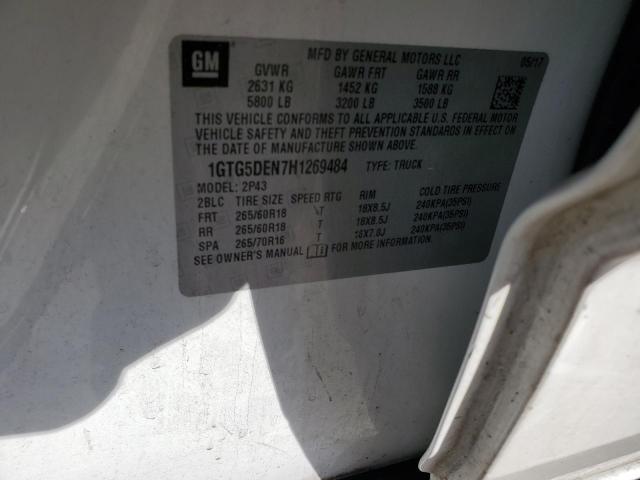 GM
MFD BY GENERAL MOTORS LLC 05/17
GVWR GAWR FRT GAWR RR
2631 KG 1452 KG 1588 KG
5800 LB 3200 LB 3500 LB
THIS VEHICLE CONFORMS TO ALL APPLICABLE U.S. FEDERAL MOTOR
VEHICLE SAFETY AND THEFT PREVENTION STANDARDS IN EFFECT ON
THE DATE OF MANUFACTURE SHOWN ABOVE.
1GTG5DEN7H1269484 TYPE: TRUCK
MODEL: 2P43
2BLC TIRE SIZE SPEED RTG RIM COLD TIRE PRESSURE
FRT 265/60R18 T 18X8.5J 240KPA(35PSI)
RR 265/60R18 T 18X8.5J 240KPA(35PSI)
SPA 265/70R16 T 16X7.0J 240KPA(35PSI)
SEE OWNER'S MANUAL FOR MORE INFORMATION.